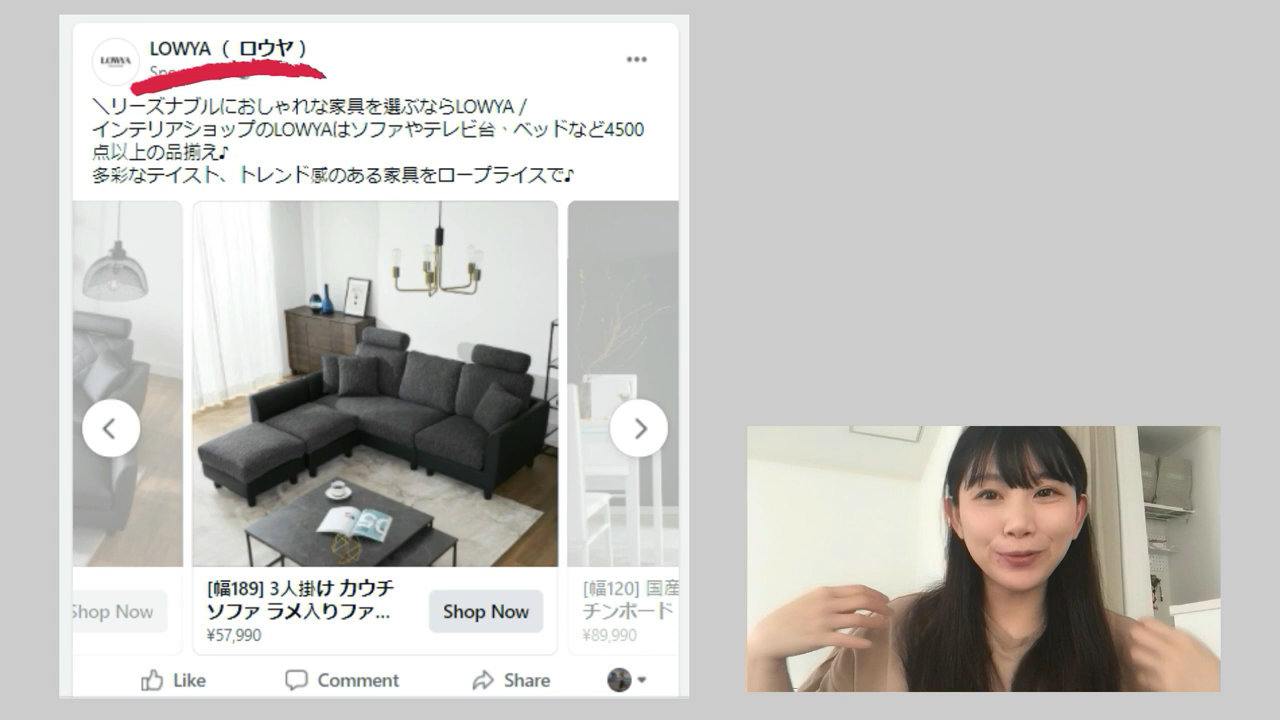 LOWYA
LOWYA ( ロウヤ )
＼リーズナブルにおしゃれな家具を選ぶならLOWYA /
インテリアショップのLOWYAはソファやテレビ台、ベッドなど4500
点以上の品揃え♪
多彩なテイスト、トレンド感のある家具をロープライスで♪
Shop Now
[幅189] 3人掛け カウチ
ソファ ラメ入りファ...
¥57,990
Shop Now
[幅120] 国産
チンボード
¥89,990
Like
Comment
Share